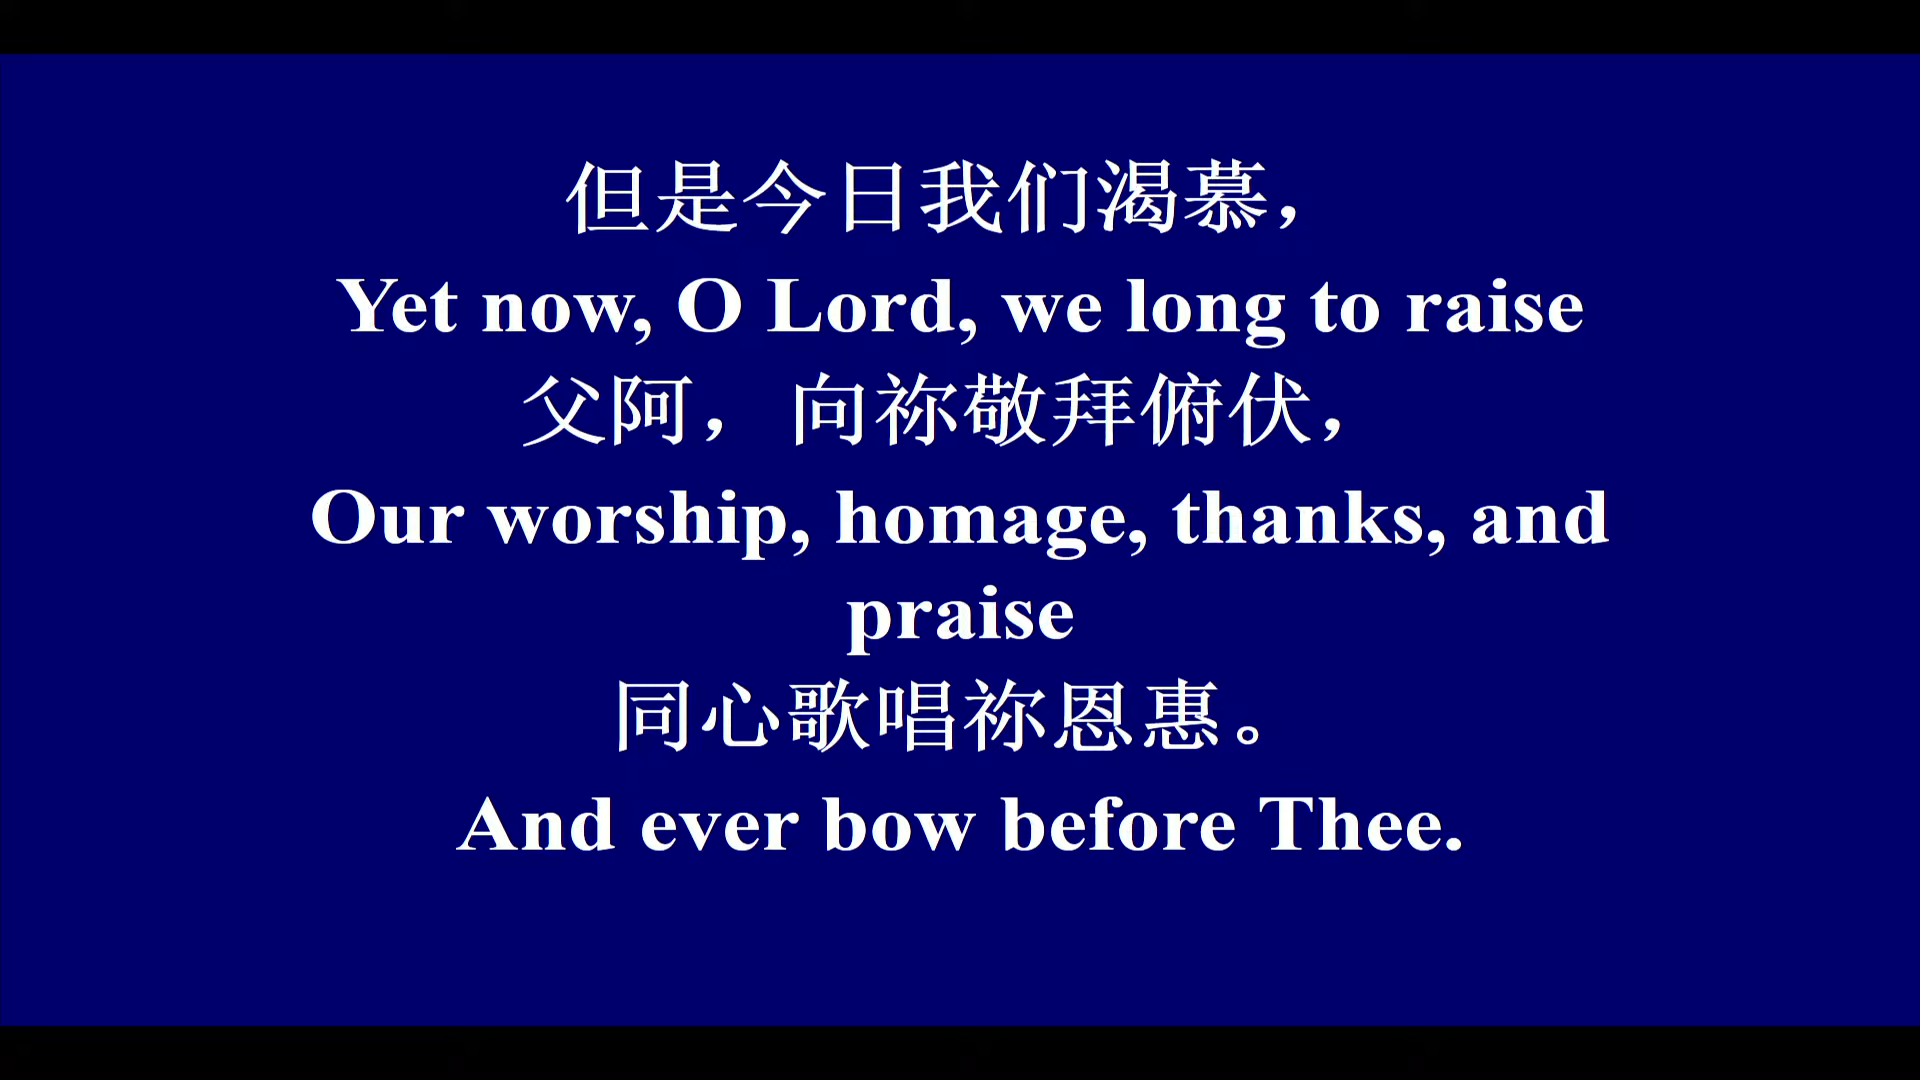 但是今日我们渴慕，
Yet now, O Lord, we long to raise
父阿，向祢敬拜俯伏，
Our worship, homage, thanks, and
praise
同心歌唱祢恩惠。
And ever bow before Thee.